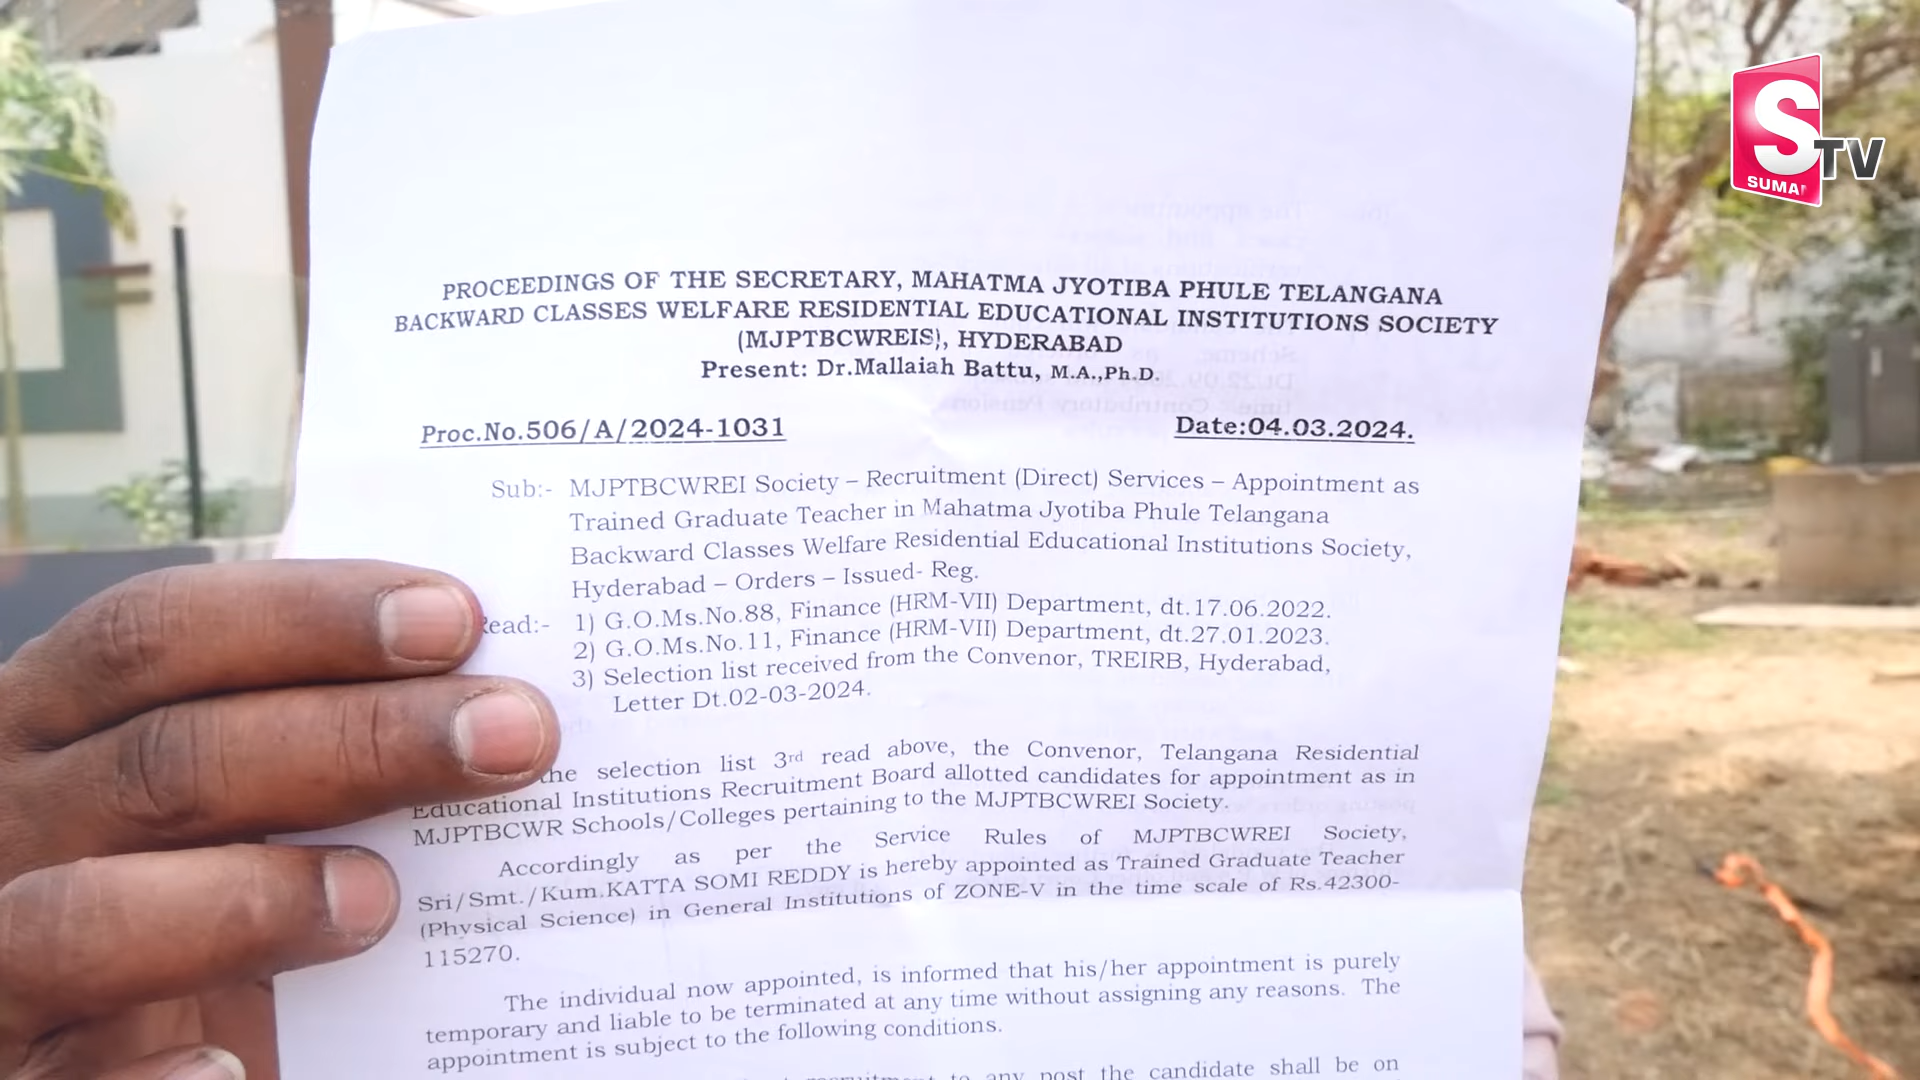 S
TV
SUMA
PROCEEDINGS OF THE SECRETARY, MAHATMA JYOTIBA PHULE TELANGANA
BACKWARD CLASSES WELFARE RESIDENTIAL EDUCATIONAL INSTITUTIONS SOCIETY
(MJPTBCWREIS), HYDERABAD
Present: Dr.Mallaiah Battu, M.A.,Ph.D.
Proc.No.506/A/2024-1031 Date:04.03.2024.
Sub:- MJPTBCWREI Society – Recruitment (Direct) Services – Appointment as
Trained Graduate Teacher in Mahatma Jyotiba Phule Telangana
Backward Classes Welfare Residential Educational Institutions Society,
Hyderabad – Orders – Issued- Reg.
Read:- 1) G.O.Ms.No.88, Finance (HRM-VII) Department, dt.17.06.2022.
2) G.O.Ms.No.11, Finance (HRM-VII) Department, dt.27.01.2023.
3) Selection list received from the Convenor, TREIRB, Hyderabad,
Letter Dt.02-03-2024.
the selection list 3rd read above, the Convenor, Telangana Residential
Educational Institutions Recruitment Board allotted candidates for appointment as in
MJPTBCWR Schools/Colleges pertaining to the MJPTBCWREI Society.
Accordingly as per the Service Rules of MJPTBCWREI Society,
Sri/Smt./Kum.KATTA SOMI REDDY is hereby appointed as Trained Graduate Teacher
(Physical Science) in General Institutions of ZONE-V in the time scale of Rs.42300-
115270.
The individual now appointed, is informed that his/her appointment is purely
temporary and liable to be terminated at any time without assigning any reasons. The
appointment is subject to the following conditions.
to any post the candidate shall be on